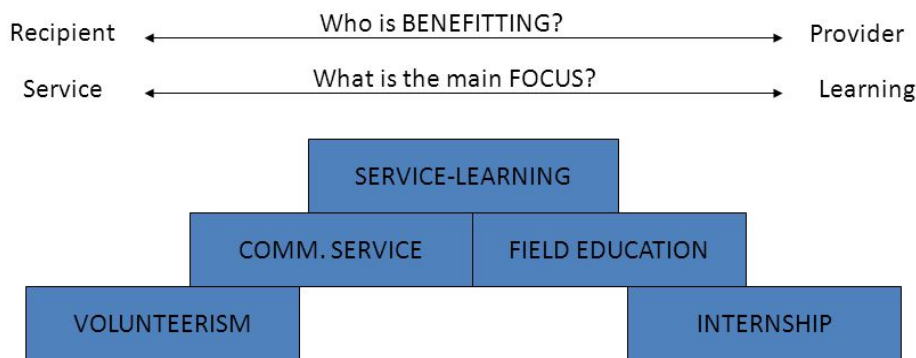 Who is BENEFITTING?
Recipient Provider
What is the main FOCUS?
Service Learning
SERVICE-LEARNING
COMM. SERVICE FIELD EDUCATION
VOLUNTEERISM INTERNSHIP